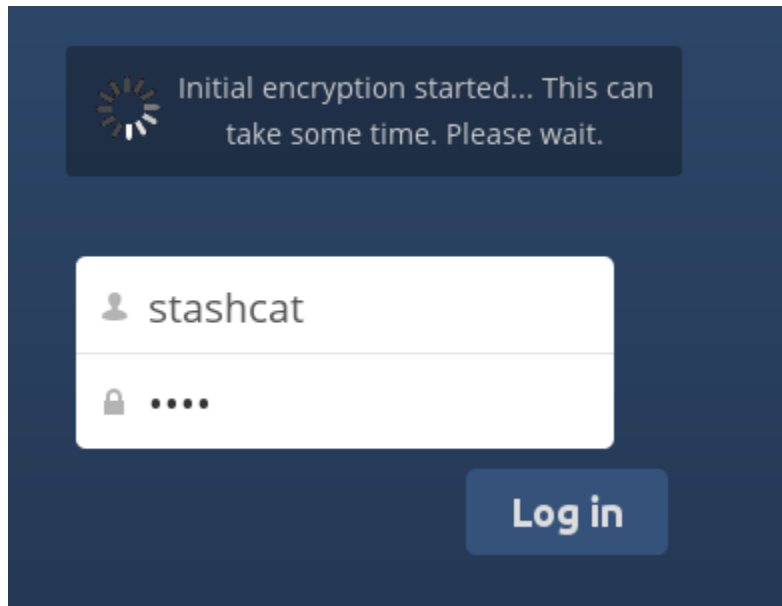 Initial encryption started... This can
take some time. Please wait.
stashcat
••••
Log in